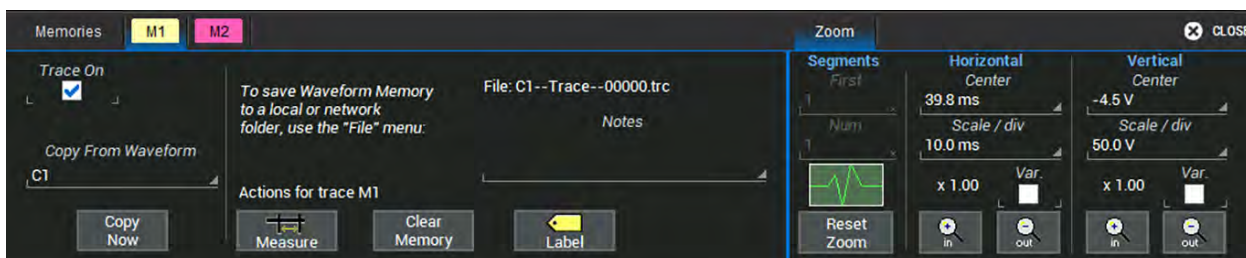 Memories
M1
M2
Trace On
Copy From Waveform
C1
Copy
Now
To save Waveform Memory
to a local or network
folder, use the "File" menu:
Actions for trace M1
Measure
Clear
Memory
File: C1--Trace--00000.trc
Notes
Label
Zoom
CLOSE
Segments
First
1
Num
1
Reset
Zoom
Horizontal
Center
39.8 ms
Scale / div
10.0 ms
x 1.00
Var.
in
out
Vertical
Center
-4.5 V
Scale / div
50.0 V
x 1.00
Var.
in
out